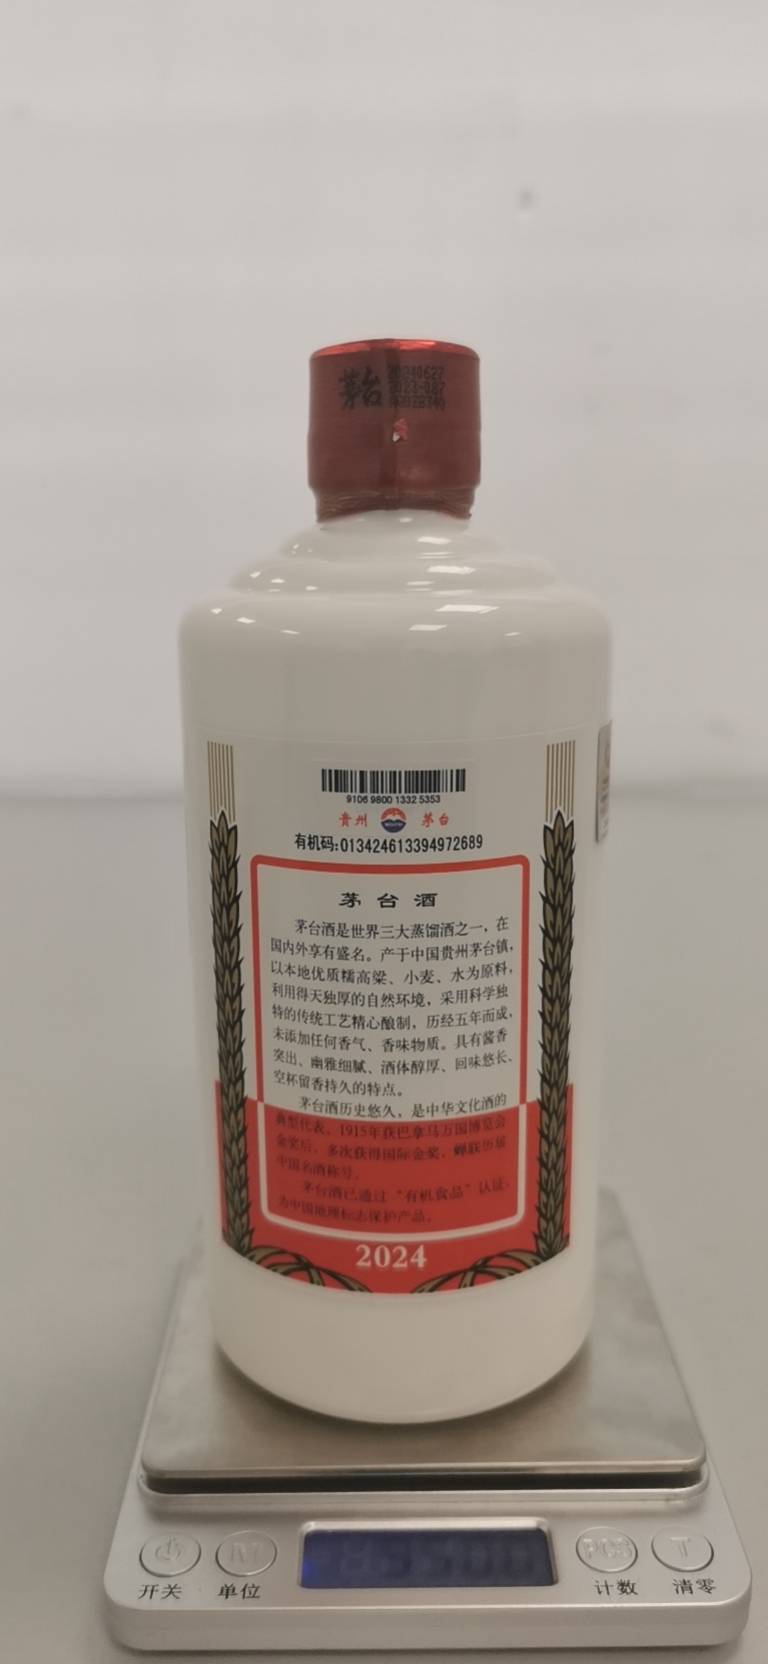 茅台
20240627
2023-087
9106 9800 1332 5353
贵州 茅台
有机码:013424613394972689
茅台酒
茅台酒是世界三大蒸馏酒之一，在
国内外享有盛名。产于中国贵州茅台镇，
以本地优质糯高粱、小麦、水为原料，
利用得天独厚的自然环境，采用科学独
特的传统工艺精心酿制，历经五年而成，
未添加任何香气、香味物质。具有酱香
突出、幽雅细腻、酒体醇厚、回味悠长、
空杯留香持久的特点。
茅台酒历史悠久，是中华文化酒的
典型代表，1915年获巴拿马万国博览会
金奖后，多次获得国际金奖，蝉联历届
中国名酒称号。
茅台酒已通过“有机食品”认证，
为中国地理标志保护产品。
2024
M PCS T
开关 单位 计数 清零